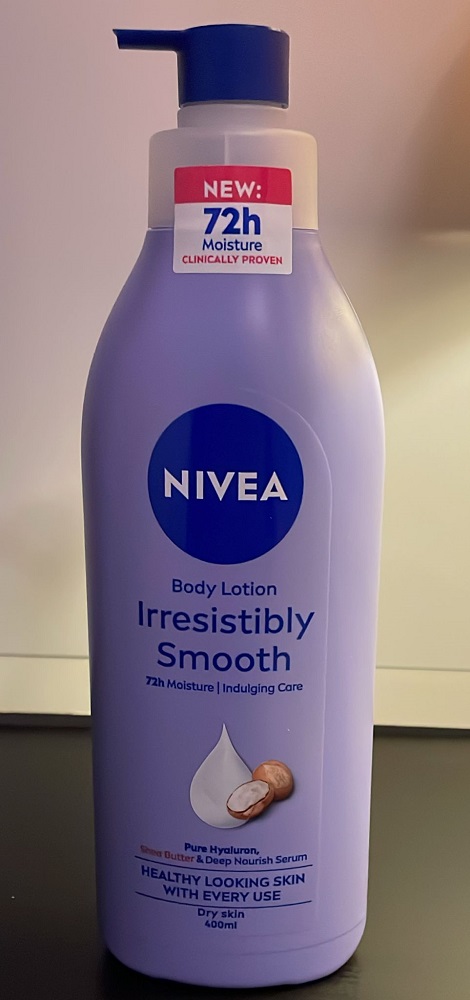 NEW:
72h
Moisture
CLINICALLY PROVEN
NIVEA
Body Lotion
Irresistibly
Smooth
72h Moisture | Indulging Care
Pure Hyaluron,
Shea Butter & Deep Nourish Serum
HEALTHY LOOKING SKIN
WITH EVERY USE
Dry skin
400ml